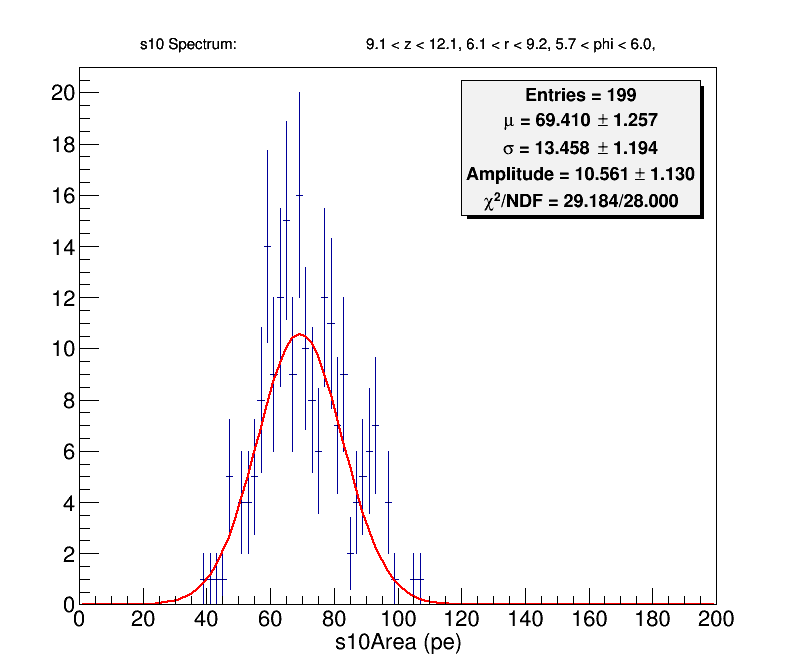 s10 Spectrum: 9.1 < z < 12.1, 6.1 < r < 9.2, 5.7 < phi < 6.0,
Entries = 199
μ = 69.410 ± 1.257
σ = 13.458 ± 1.194
Amplitude = 10.561 ± 1.130
χ²/NDF = 29.184/28.000
20
18
16
14
12
10
8
6
4
2
0
0 20 40 60 80 100 120 140 160 180 200
s10Area (pe)